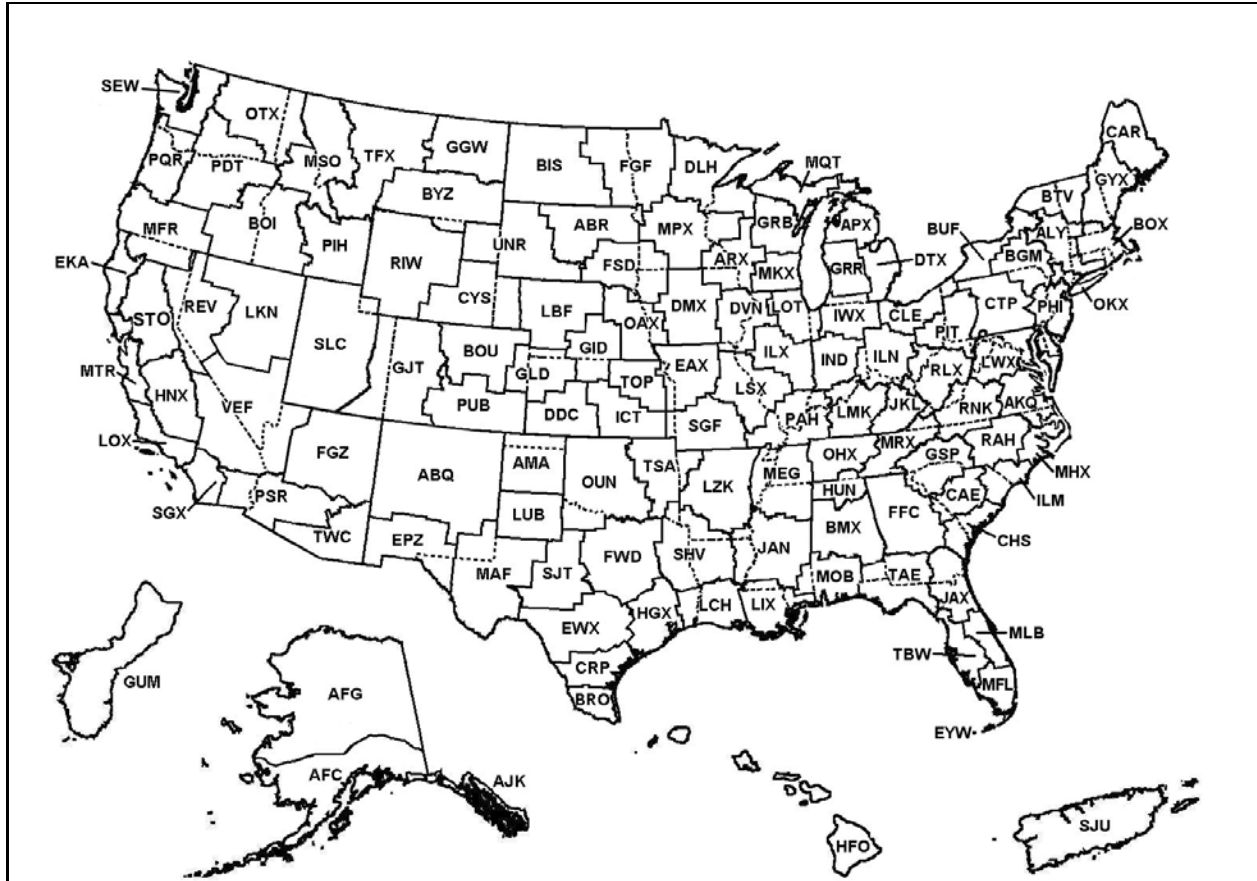 SEW
OTX
PQR
PDT
MSO
TFX
GGW
BIS
FGF
DLH
MQT
CAR
GYX
BTV
BYZ
MFR
BOI
PIH
UNR
ABR
MPX
GRB
APX
BUF
ALY
BOX
EKA
RIW
FSD
ARX
MKX
GRR
DTX
BGM
STO
REV
LKN
CYS
LBF
OAX
DMX
DVN
LOT
IWX
CLE
CTP
PHI
OKX
SLC
GJT
BOU
GID
PIT
MTR
HNX
VEF
GLD
TOP
EAX
ILX
IND
ILN
RLX
LWX
PUB
DDC
ICT
LSX
PAH
LMK
JKL
RNK
AKQ
LOX
FGZ
ABQ
AMA
OUN
TSA
SGF
MEG
OHX
MRX
GSP
RAH
MHX
SGX
PSR
LUB
LZK
HUN
CAE
ILM
TWC
EPZ
FWD
BMX
FFC
CHS
MAF
SJT
SHV
JAN
MOB
TAE
JAX
EWX
HGX
LCH
LIX
MLB
TBW
GUM
CRP
MFL
BRO
EYW
AFG
AFC
AJK
HFO
SJU